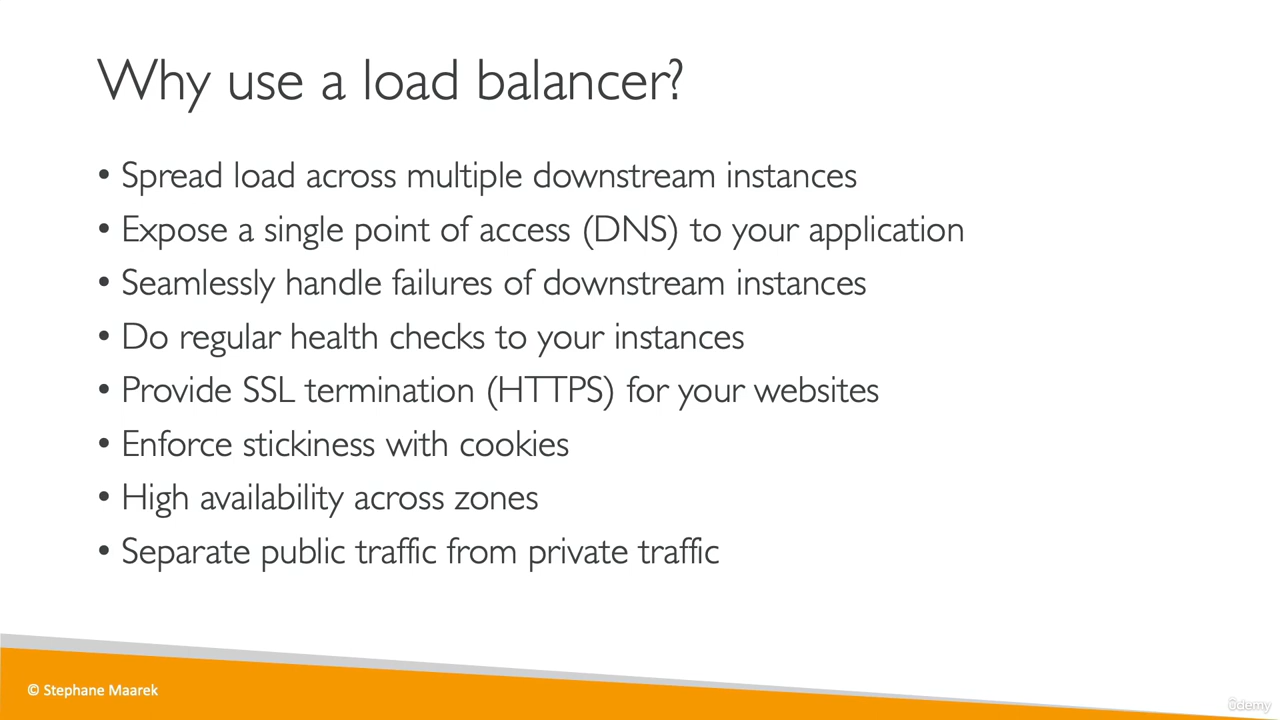 Why use a load balancer?
• Spread load across multiple downstream instances
• Expose a single point of access (DNS) to your application
• Seamlessly handle failures of downstream instances
• Do regular health checks to your instances
• Provide SSL termination (HTTPS) for your websites
• Enforce stickiness with cookies
• High availability across zones
• Separate public traffic from private traffic
© Stephane Maarek
ûdemy